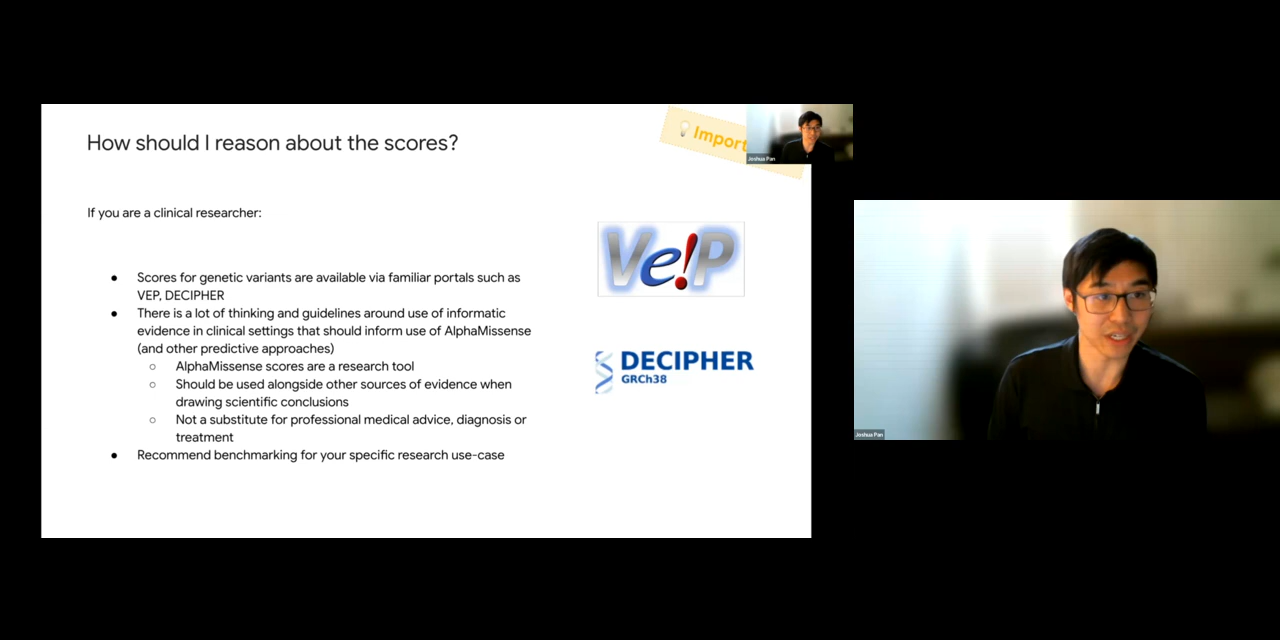 How should I reason about the scores?
💡 Import
Joshua Pan
If you are a clinical researcher:
● Scores for genetic variants are available via familiar portals such as
VEP, DECIPHER
● There is a lot of thinking and guidelines around use of informatic
evidence in clinical settings that should inform use of AlphaMissense
(and other predictive approaches)
○ AlphaMissense scores are a research tool
○ Should be used alongside other sources of evidence when
drawing scientific conclusions
○ Not a substitute for professional medical advice, diagnosis or
treatment
● Recommend benchmarking for your specific research use-case
Ve!P
DECIPHER
GRCh38
Joshua Pan